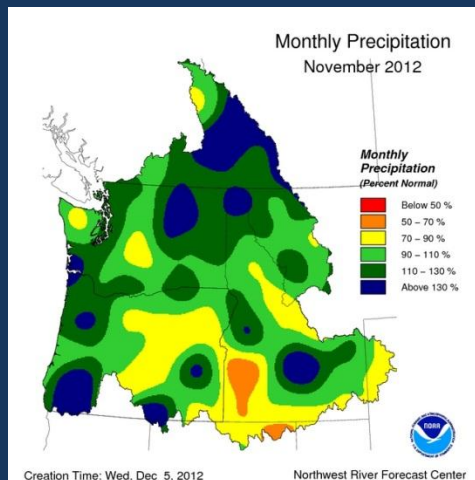 Monthly Precipitation
November 2012
Monthly
Precipitation
(Percent Normal)
Below 50 %
50 – 70 %
70 – 90 %
90 – 110 %
110 – 130 %
Above 130 %
NOAA
Creation Time: Wed, Dec 5, 2012
Northwest River Forecast Center